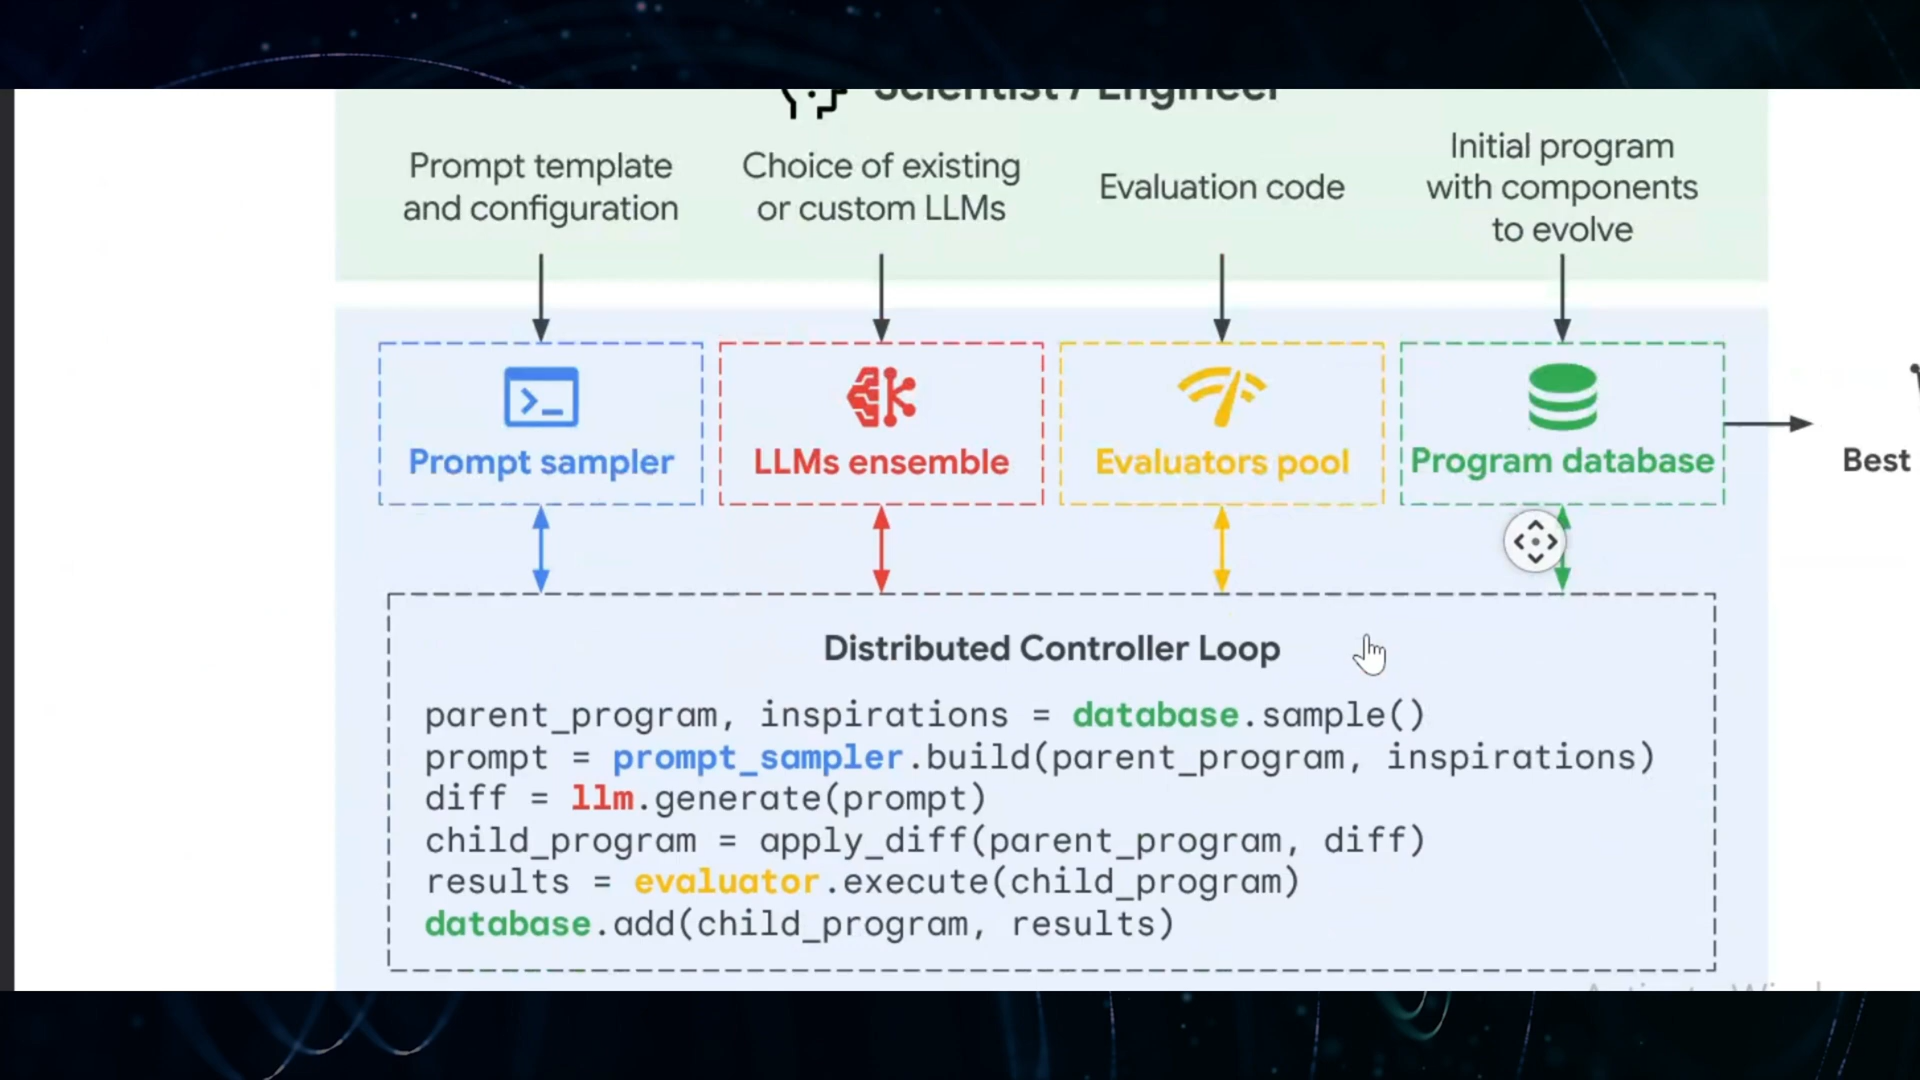 Scientist / Engineer
Prompt template
and configuration
Choice of existing
or custom LLMs
Evaluation code
Initial program
with components
to evolve
Prompt sampler
LLMs ensemble
Evaluators pool
Program database
Best
Distributed Controller Loop
parent_program, inspirations = database.sample()
prompt = prompt_sampler.build(parent_program, inspirations)
diff = llm.generate(prompt)
child_program = apply_diff(parent_program, diff)
results = evaluator.execute(child_program)
database.add(child_program, results)